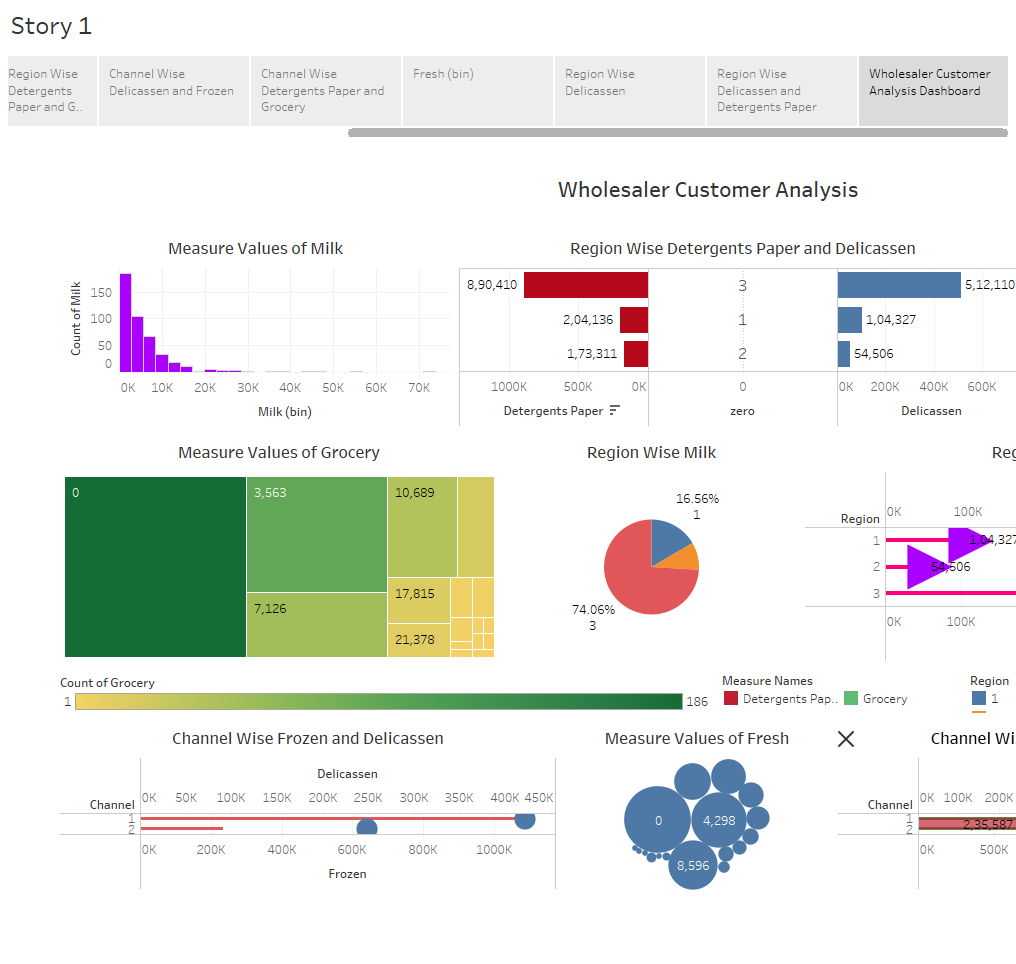 Story 1
Region Wise
Detergents
Paper and G..
Channel Wise
Delicassen and Frozen
Channel Wise
Detergents Paper and
Grocery
Fresh (bin)
Region Wise
Delicassen
Region Wise
Delicassen and
Detergents Paper
Wholesaler Customer
Analysis Dashboard
Wholesaler Customer Analysis
Measure Values of Milk
Count of Milk
150
100
50
0
0K 10K 20K 30K 40K 50K 60K 70K
Milk (bin)
Region Wise Detergents Paper and Delicassen
8,90,410 3 5,12,110
2,04,136 1 1,04,327
1,73,311 2 54,506
1000K 500K 0K 0 0K 200K 400K 600K
Detergents Paper zero Delicassen
Measure Values of Grocery
0
3,563
7,126
10,689
17,815
21,378
Region Wise Milk
16.56%
1
74.06%
3
Reg
0K 100K
Region
1 1,04,327
2 54,506
3
0K 100K
Count of Grocery
1 186
Measure Names
Detergents Pap.. Grocery
Region
1
Channel Wise Frozen and Delicassen
Delicassen
0K 50K 100K 150K 200K 250K 300K 350K 400K 450K
Channel
1
2
0K 200K 400K 600K 800K 1000K
Frozen
Measure Values of Fresh
0
4,298
8,596
Channel Wi
0K 100K 200K
Channel
1
2
2,35,587
0K 500K